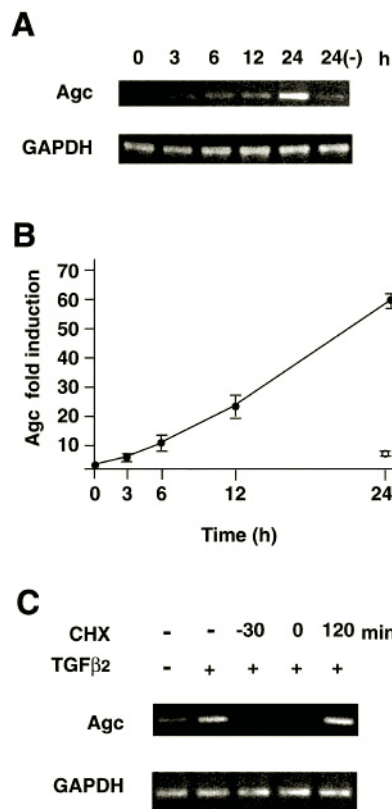 A
0 3 6 12 24 24(-) h
Agc
GAPDH
B
70
60
50
40
30
20
10
Agc fold induction
0 3 6 12 24
Time (h)
C
CHX - - -30 0 120 min
TGFβ2 - + + + +
Agc
GAPDH